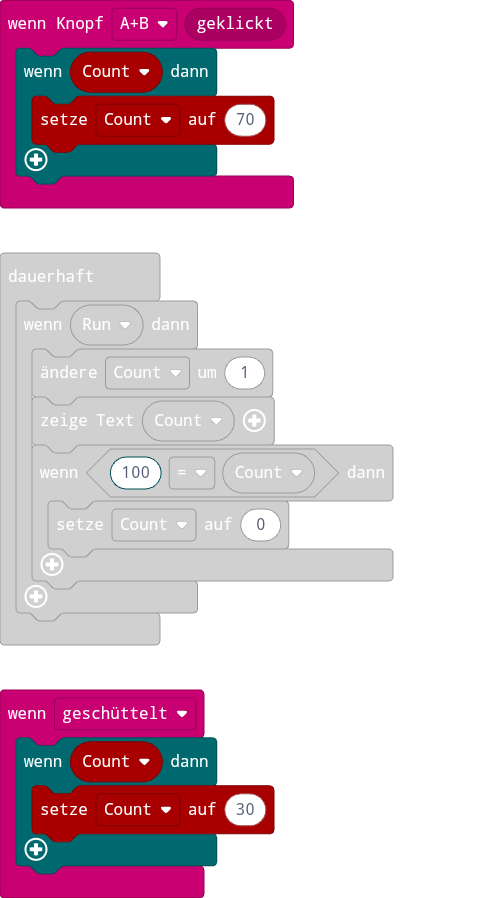 wenn Knopf A+B geklickt
wenn Count dann
setze Count auf 70
dauerhaft
wenn Run dann
ändere Count um 1
zeige Text Count
wenn 100 = Count dann
setze Count auf 0
wenn geschüttelt
wenn Count dann
setze Count auf 30